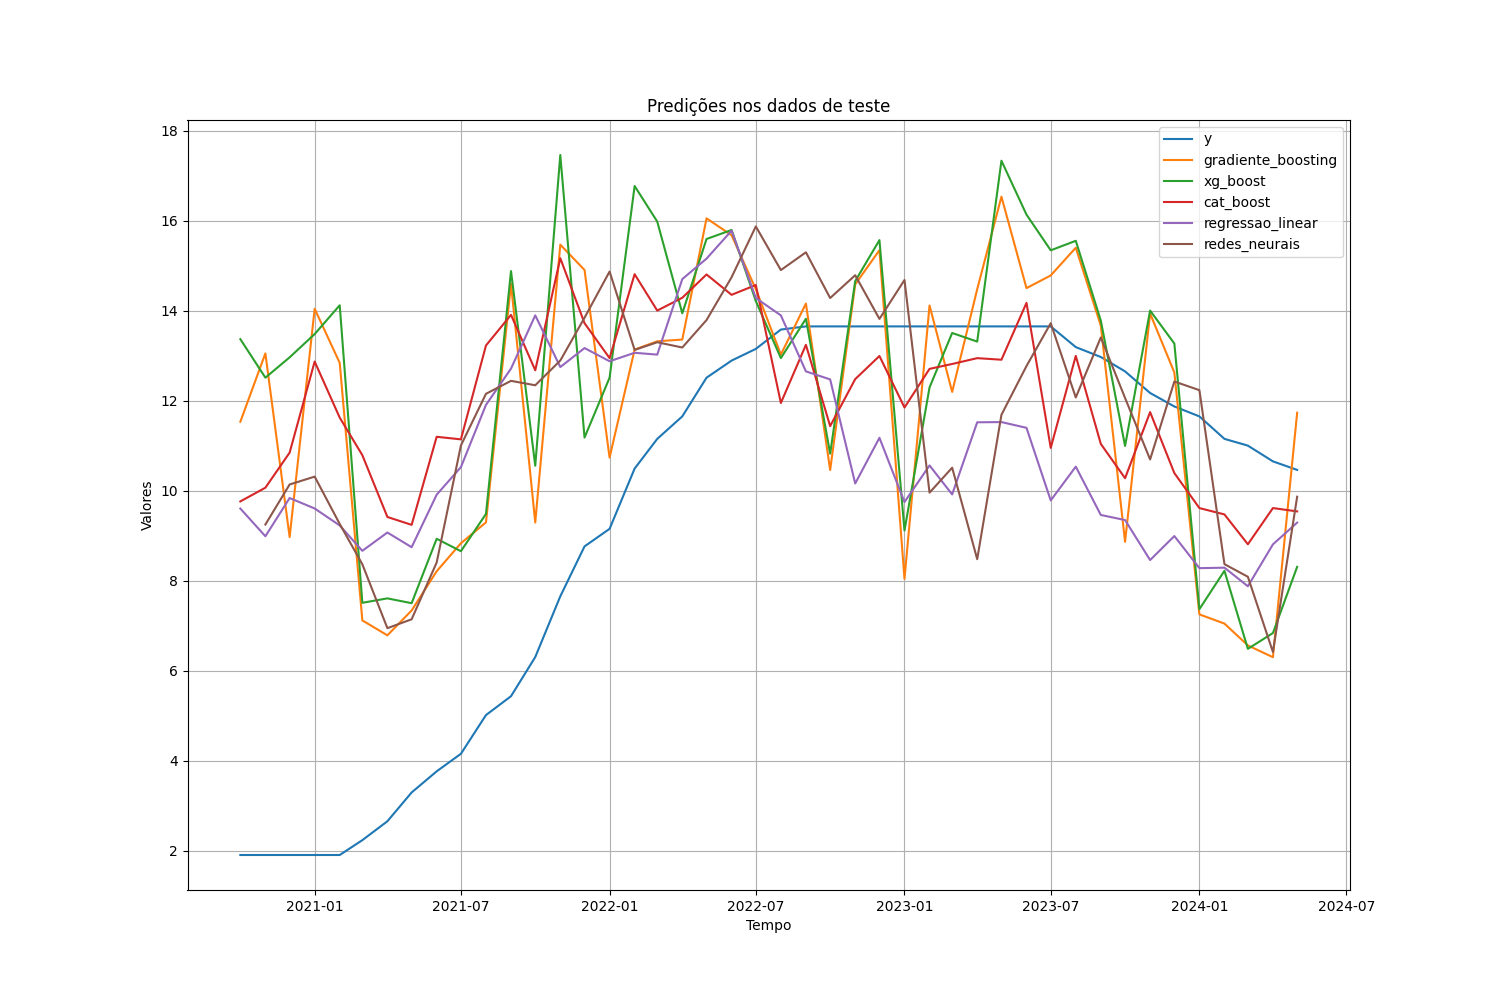 Predições nos dados de teste
Valores
18
16
14
12
10
8
6
4
2
y
gradiente_boosting
xg_boost
cat_boost
regressao_linear
redes_neurais
2021-01
2021-07
2022-01
2022-07
2023-01
2023-07
2024-01
2024-07
Tempo